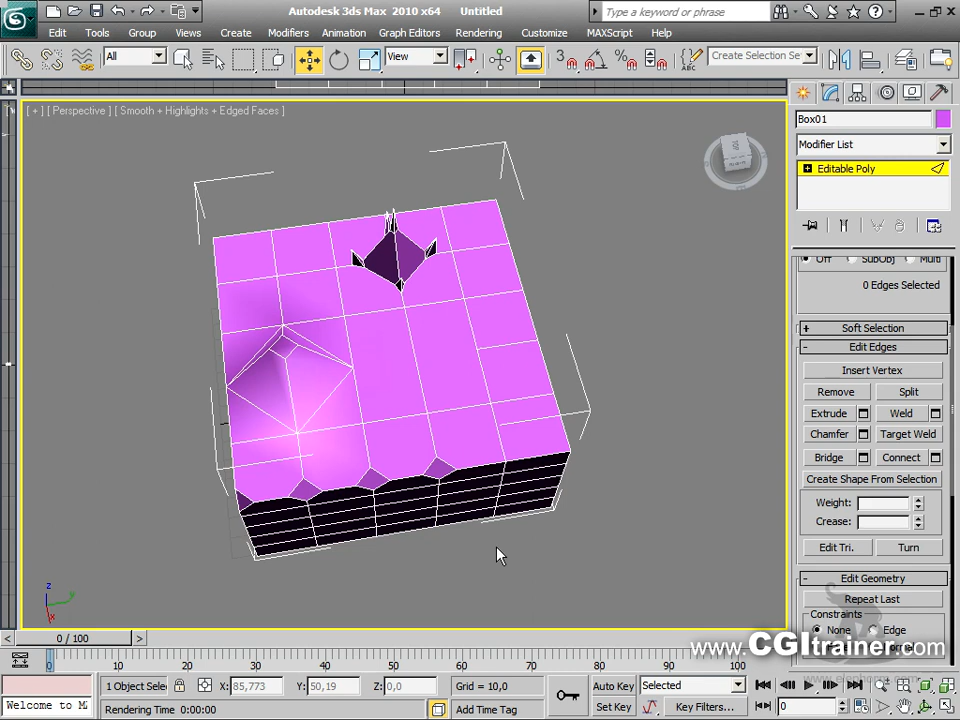 Autodesk 3ds Max 2010 x64 Untitled
Type a keyword or phrase
Edit Tools Group Views Create Modifiers Animation Graph Editors Rendering Customize MAXScript Help
All View 3 Create Selection Se
[ + ] [ Perspective ] [ Smooth + Highlights + Edged Faces ]
TOP
Box01
Modifier List
Editable Poly
Off SubObj Multi
0 Edges Selected
+ Soft Selection
- Edit Edges
Insert Vertex
Remove Split
Extrude Weld
Chamfer Target Weld
Bridge Connect
Create Shape From Selection
Weight:
Crease:
Edit Tri. Turn
- Edit Geometry
Repeat Last
Constraints
None Edge
z
y
x
www.CGItrainer.com
< 0 / 100 >
0 10 20 30 40 50 60 70 80 90 100
1 Object Selec X: 85,773 Y: 50,19 Z: 0,0 Grid = 10,0 Auto Key Selected
Welcome to MA Rendering Time 0:00:00 Add Time Tag Set Key Key Filters... 0